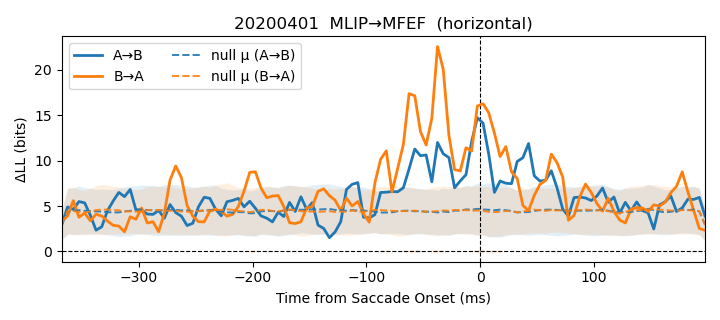 20200401 MLIP→MFEF (horizontal)
A→B
B→A
null μ (A→B)
null μ (B→A)
ΔLL (bits)
20
15
10
5
0
−300
−200
−100
0
100
Time from Saccade Onset (ms)